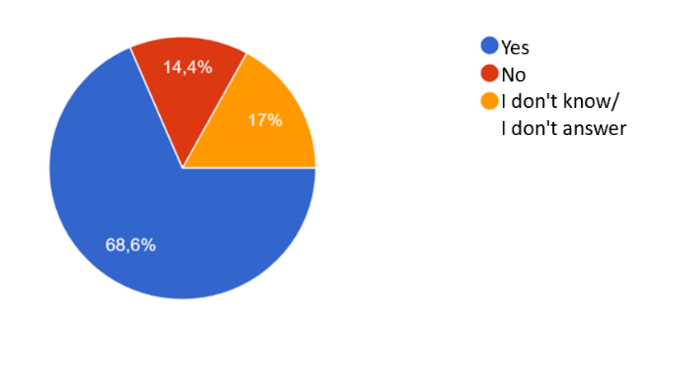 14,4%
17%
68,6%
Yes
No
I don't know/
I don't answer